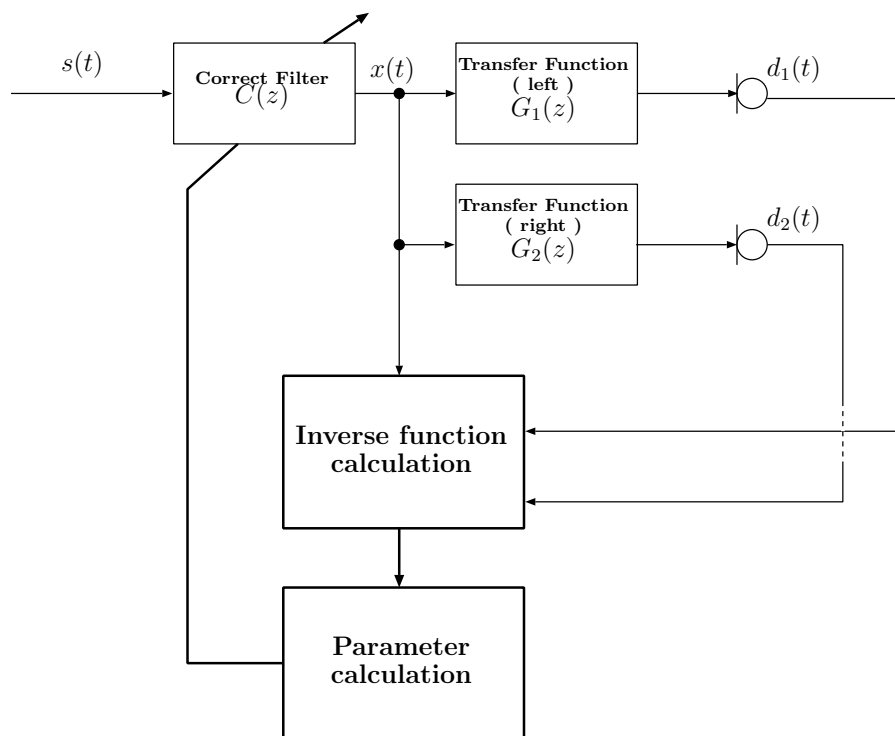 s(t)
Correct Filter
C(z)
x(t)
Transfer Function
( left )
G₁(z)
d₁(t)
Transfer Function
( right )
G₂(z)
d₂(t)
Inverse function
calculation
Parameter
calculation